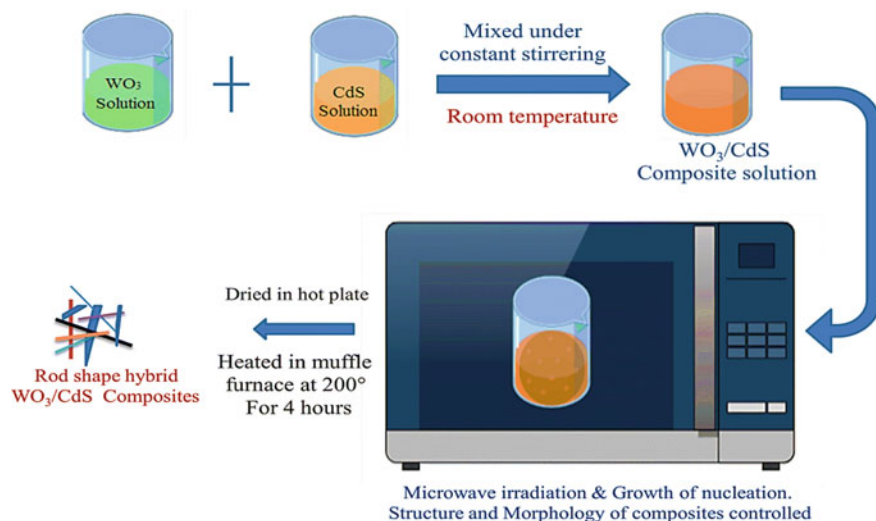 WO₃
Solution
CdS
Solution
Mixed under
constant stirrering
Room temperature
WO₃/CdS
Composite solution
Dried in hot plate
Heated in muffle
furnace at 200°
For 4 hours
Rod shape hybrid
WO₃/CdS Composites
Microwave irradiation & Growth of nucleation.
Structure and Morphology of composites controlled